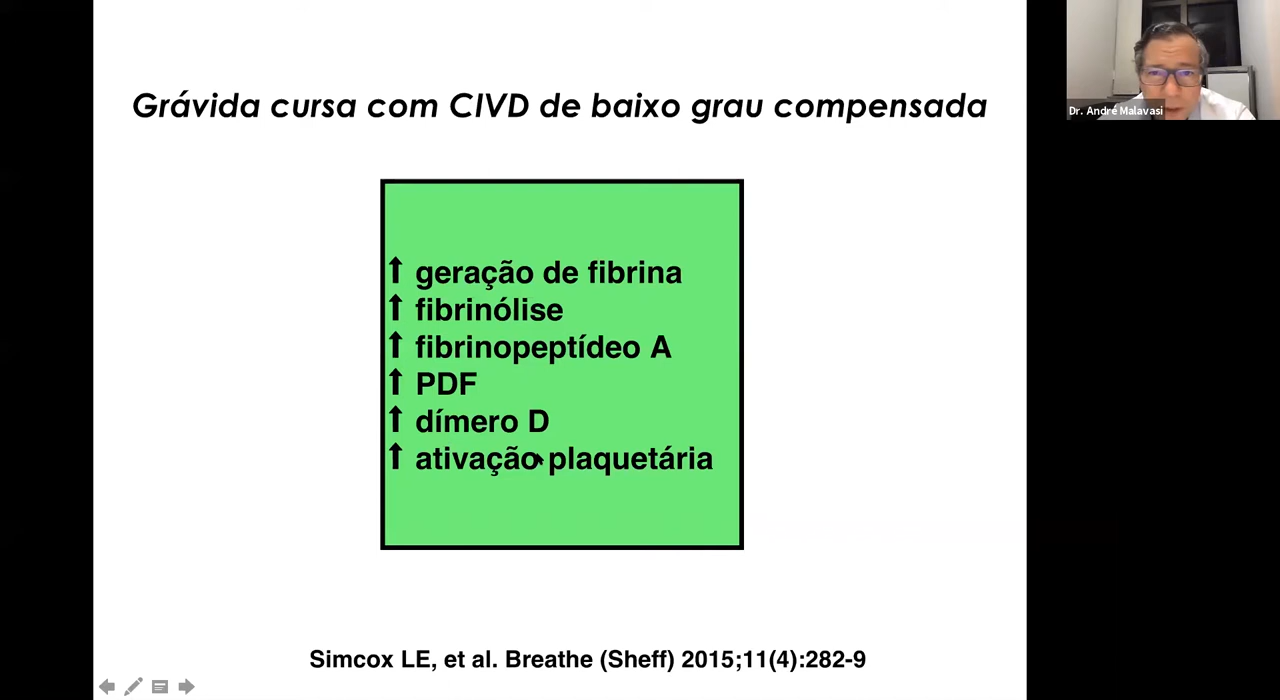 Grávida cursa com CIVD de baixo grau compensada
Dr. André Malavasi
↑ geração de fibrina
↑ fibrinólise
↑ fibrinopeptídeo A
↑ PDF
↑ dímero D
↑ ativação plaquetária
Simcox LE, et al. Breathe (Sheff) 2015;11(4):282-9